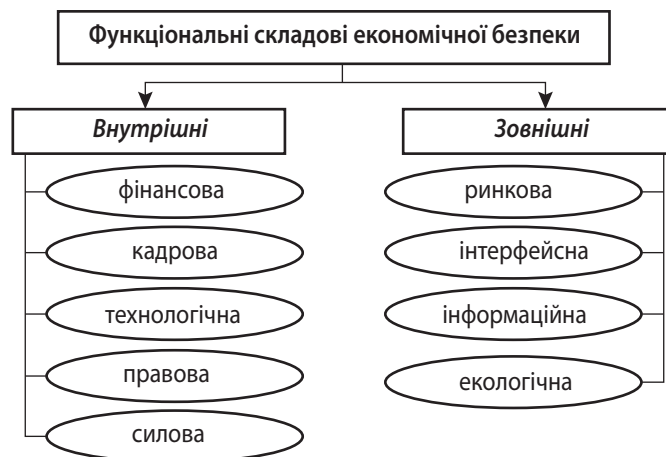 Функціональні складові економічної безпеки
Внутрішні
фінансова
кадрова
технологічна
правова
силова
Зовнішні
ринкова
інтерфейсна
інформаційна
екологічна